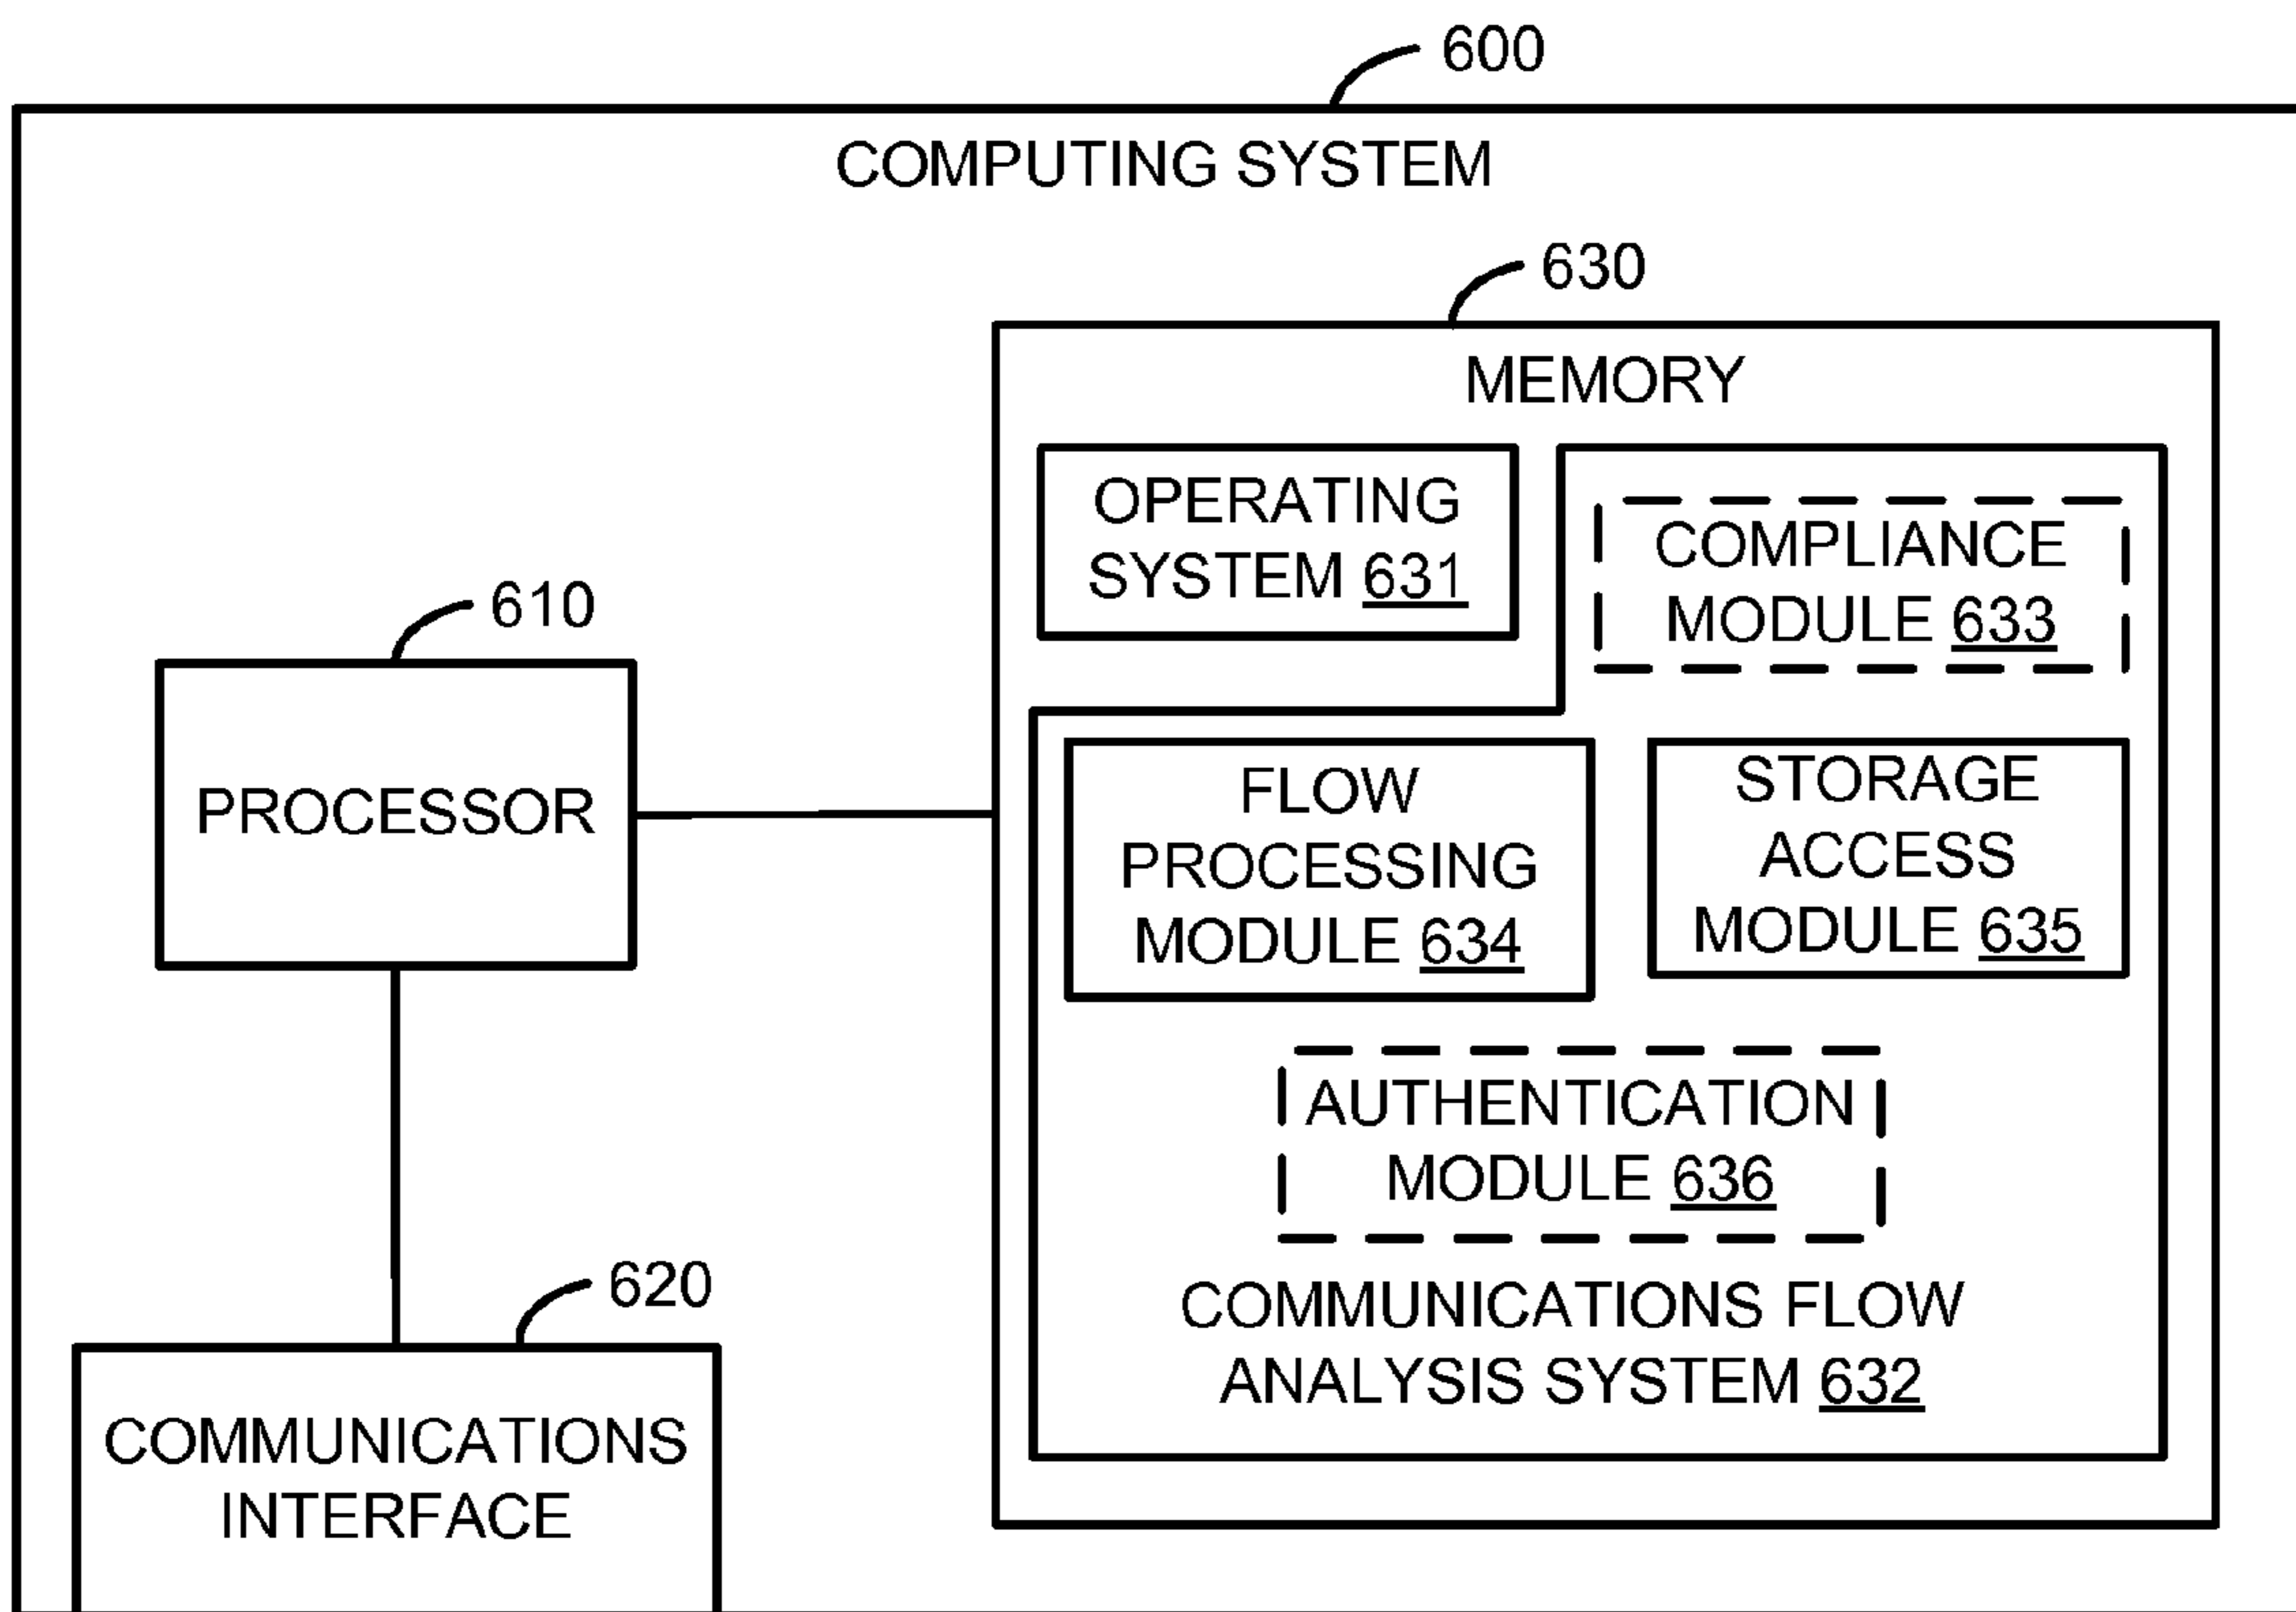 600
COMPUTING SYSTEM
630
MEMORY
OPERATING
SYSTEM 631
COMPLIANCE
MODULE 633
610
PROCESSOR
FLOW
PROCESSING
MODULE 634
STORAGE
ACCESS
MODULE 635
AUTHENTICATION
MODULE 636
COMMUNICATIONS FLOW
ANALYSIS SYSTEM 632
620
COMMUNICATIONS
INTERFACE